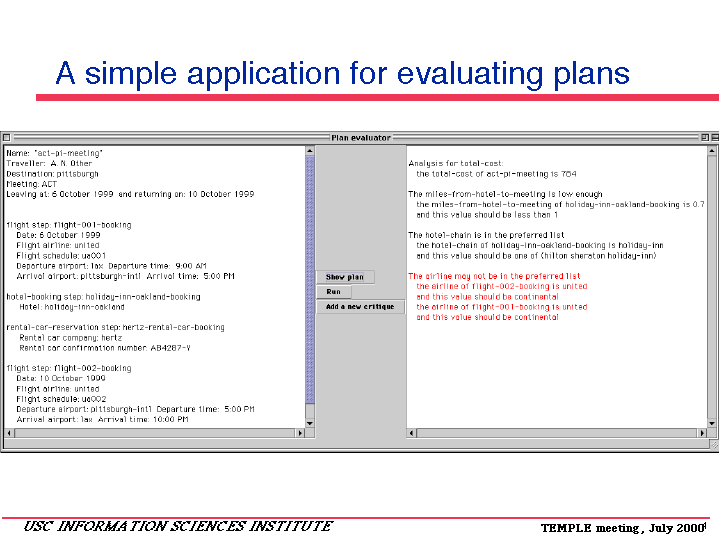 A simple application for evaluating plans
Plan evaluator
Name: "act-pi-meeting"
Traveller: A. N. Other
Destination: pittsburgh
Meeting: ACT
Leaving at: 6 October 1999 and returning on: 10 October 1999
flight step: flight-001-booking
Date: 6 October 1999
Flight airline: united
Flight schedule: ua001
Departure airport: lax Departure time: 9:00 AM
Arrival airport: pittsburgh-intl Arrival time: 5:00 PM
hotel-booking step: holiday-inn-oakland-booking
Hotel: holiday-inn-oakland
rental-car-reservation step: hertz-rental-car-booking
Rental car company: hertz
Rental car confirmation number: AB4287-Y
flight step: flight-002-booking
Date: 10 October 1999
Flight airline: united
Flight schedule: ua002
Departure airport: pittsburgh-intl Departure time: 5:00 PM
Arrival airport: lax Arrival time: 10:00 PM
Show plan
Run
Add a new critique
Analysis for total-cost:
the total-cost of act-pi-meeting is 754
The miles-from-hotel-to-meeting is low enough
the miles-from-hotel-to-meeting of holiday-inn-oakland-booking is 0.7
and this value should be less than 1
The hotel-chain is in the preferred list
the hotel-chain of holiday-inn-oakland-booking is holiday-inn
and this value should be one of (hilton sheraton holiday-inn)
The airline may not be in the preferred list
the airline of flight-002-booking is united
and this value should be continental
the airline of flight-001-booking is united
and this value should be continental
USC INFORMATION SCIENCES INSTITUTE
TEMPLE meeting, July 2000